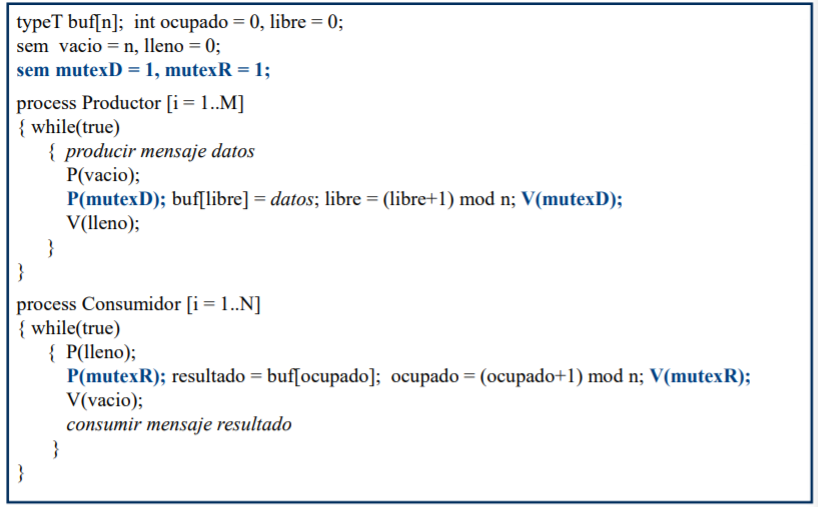 typeT buf[n];  int ocupado = 0, libre = 0;
sem  vacio = n, lleno = 0;
sem mutexD = 1, mutexR = 1;
process Productor [i = 1..M]
{ while(true)
{  producir mensaje datos
P(vacio);
P(mutexD); buf[libre] = datos; libre = (libre+1) mod n; V(mutexD);
V(lleno);
}
}
process Consumidor [i = 1..N]
{ while(true)
{  P(lleno);
P(mutexR); resultado = buf[ocupado];  ocupado = (ocupado+1) mod n; V(mutexR);
V(vacio);
consumir mensaje resultado
}
}